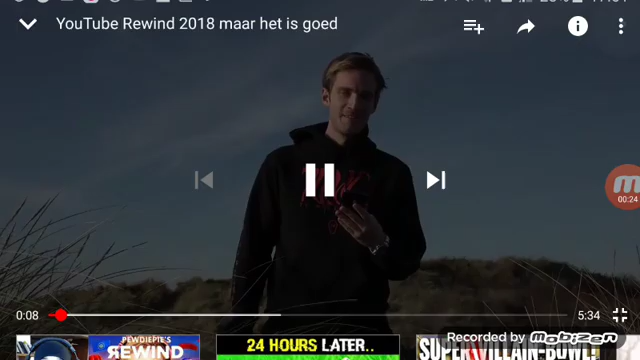 YouTube Rewind 2018 maar het is goed
00:24
0:08
5:34
PEWDIEPIE'S
REWIND
24 HOURS LATER..
SUPERVILLAIN-BOWL!
Recorded by Mobizen